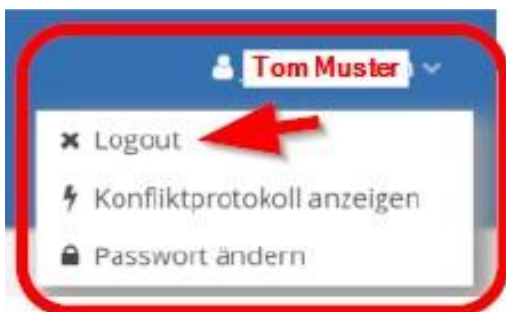 Tom Muster
Logout
Konfliktprotokoll anzeigen
Passwort ändern